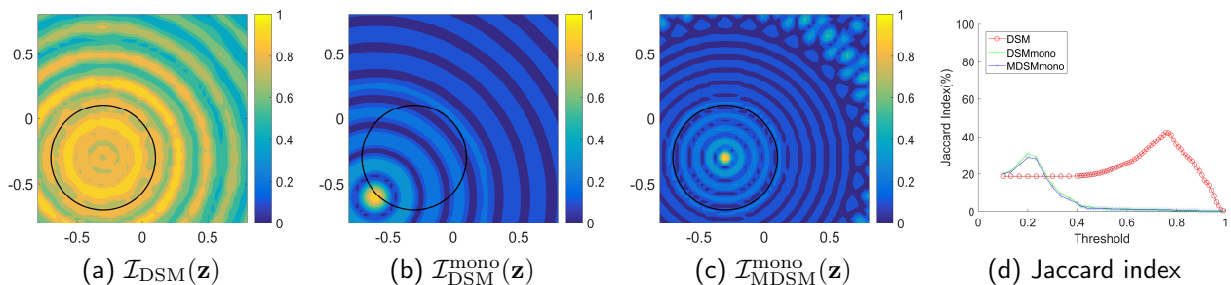 1
0.8
0.6
0.4
0.2
0
0.5
0
-0.5
-0.5 0 0.5
(a) I_DSM(z)
1
0.8
0.6
0.4
0.2
0
0.5
0
-0.5
-0.5 0 0.5
(b) I_DSM^mono(z)
1
0.8
0.6
0.4
0.2
0
0.5
0
-0.5
-0.5 0 0.5
(c) I_MDSM^mono(z)
DSM
DSMmono
MDSMmono
Jaccard Index(%)
100
80
60
40
20
0
0 0.2 0.4 0.6 0.8 1
Threshold
(d) Jaccard index